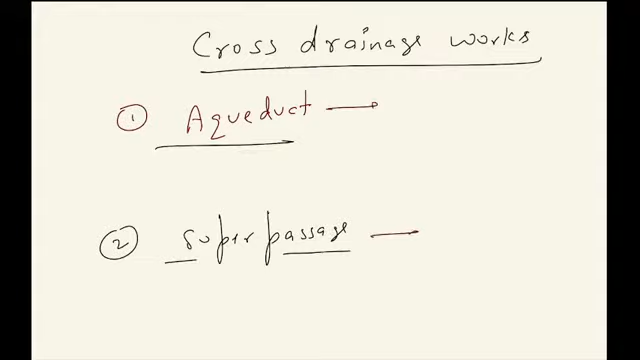 Cross drainage works
① Aqueduct →
② Super passage —